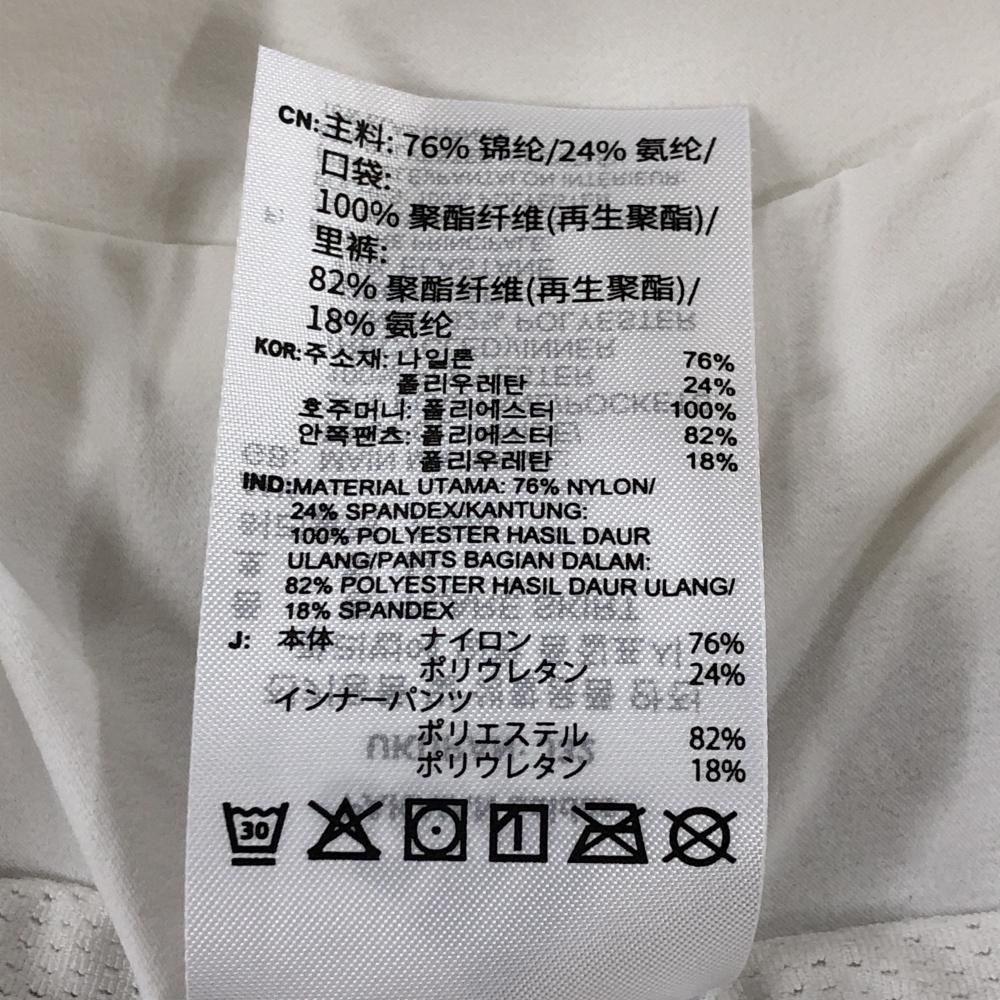 CN:主料: 76% 锦纶/24% 氨纶/
口袋:
100% 聚酯纤维(再生聚酯)/
里裤:
82% 聚酯纤维(再生聚酯)/
18% 氨纶
KOR:주소재: 나일론 76%
폴리우레탄 24%
호주머니: 폴리에스터 100%
안쪽팬츠: 폴리에스터 82%
폴리우레탄 18%
IND:MATERIAL UTAMA: 76% NYLON/
24% SPANDEX/KANTUNG:
100% POLYESTER HASIL DAUR
ULANG/PANTS BAGIAN DALAM:
82% POLYESTER HASIL DAUR ULANG/
18% SPANDEX
J: 本体 ナイロン 76%
ポリウレタン 24%
インナーパンツ
ポリエステル 82%
ポリウレタン 18%
30